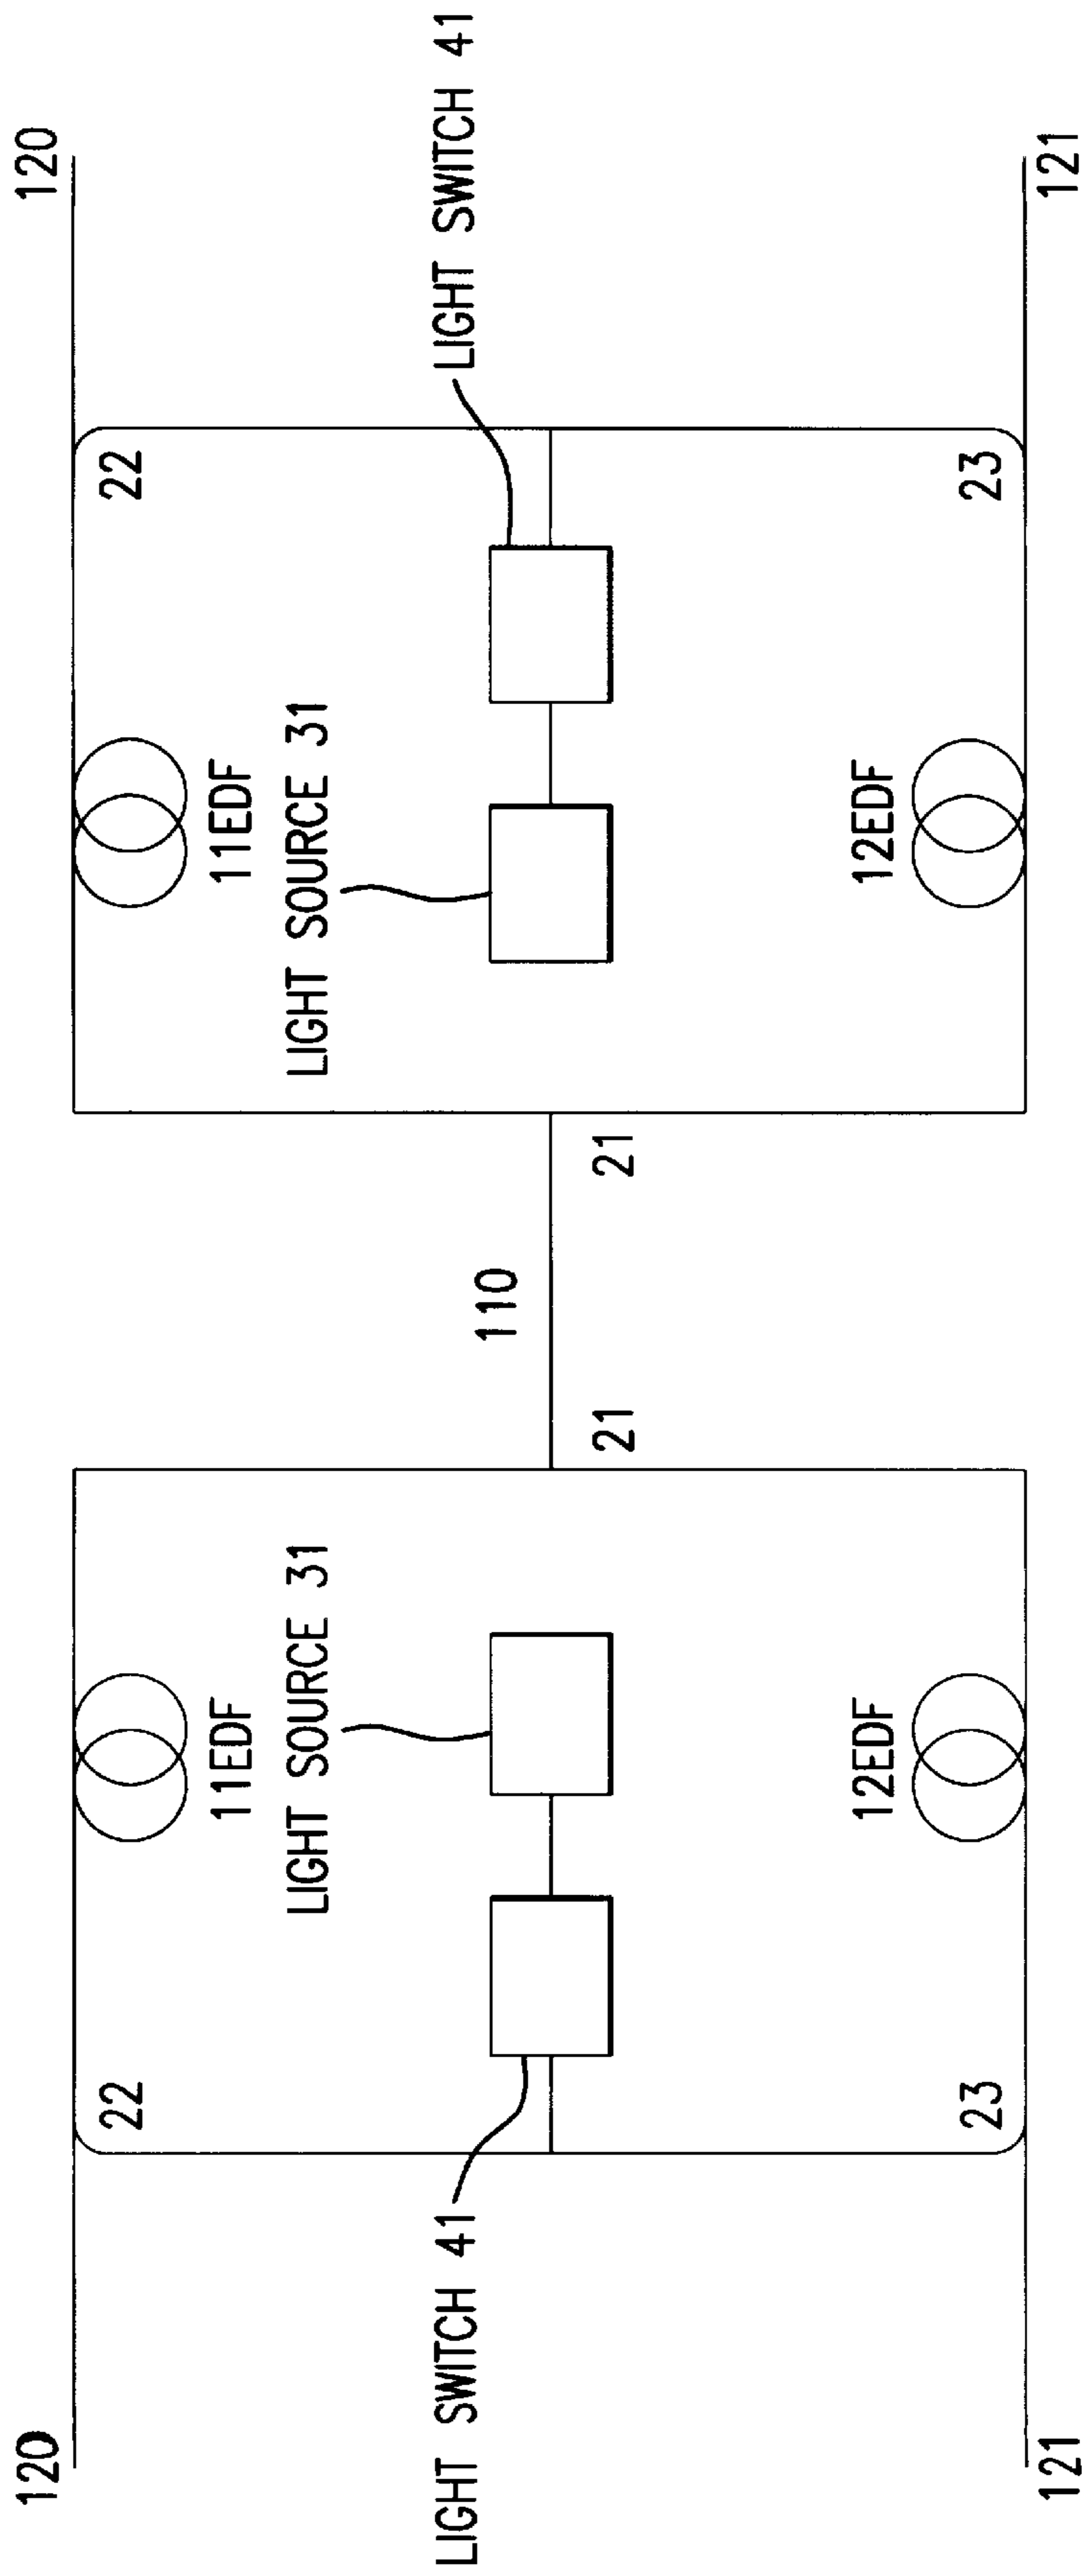 120
120
22
22
11EDF
11EDF
LIGHT SOURCE 31
LIGHT SOURCE 31
LIGHT SWITCH 41
LIGHT SWITCH 41
110
21
21
12EDF
12EDF
23
23
121
121